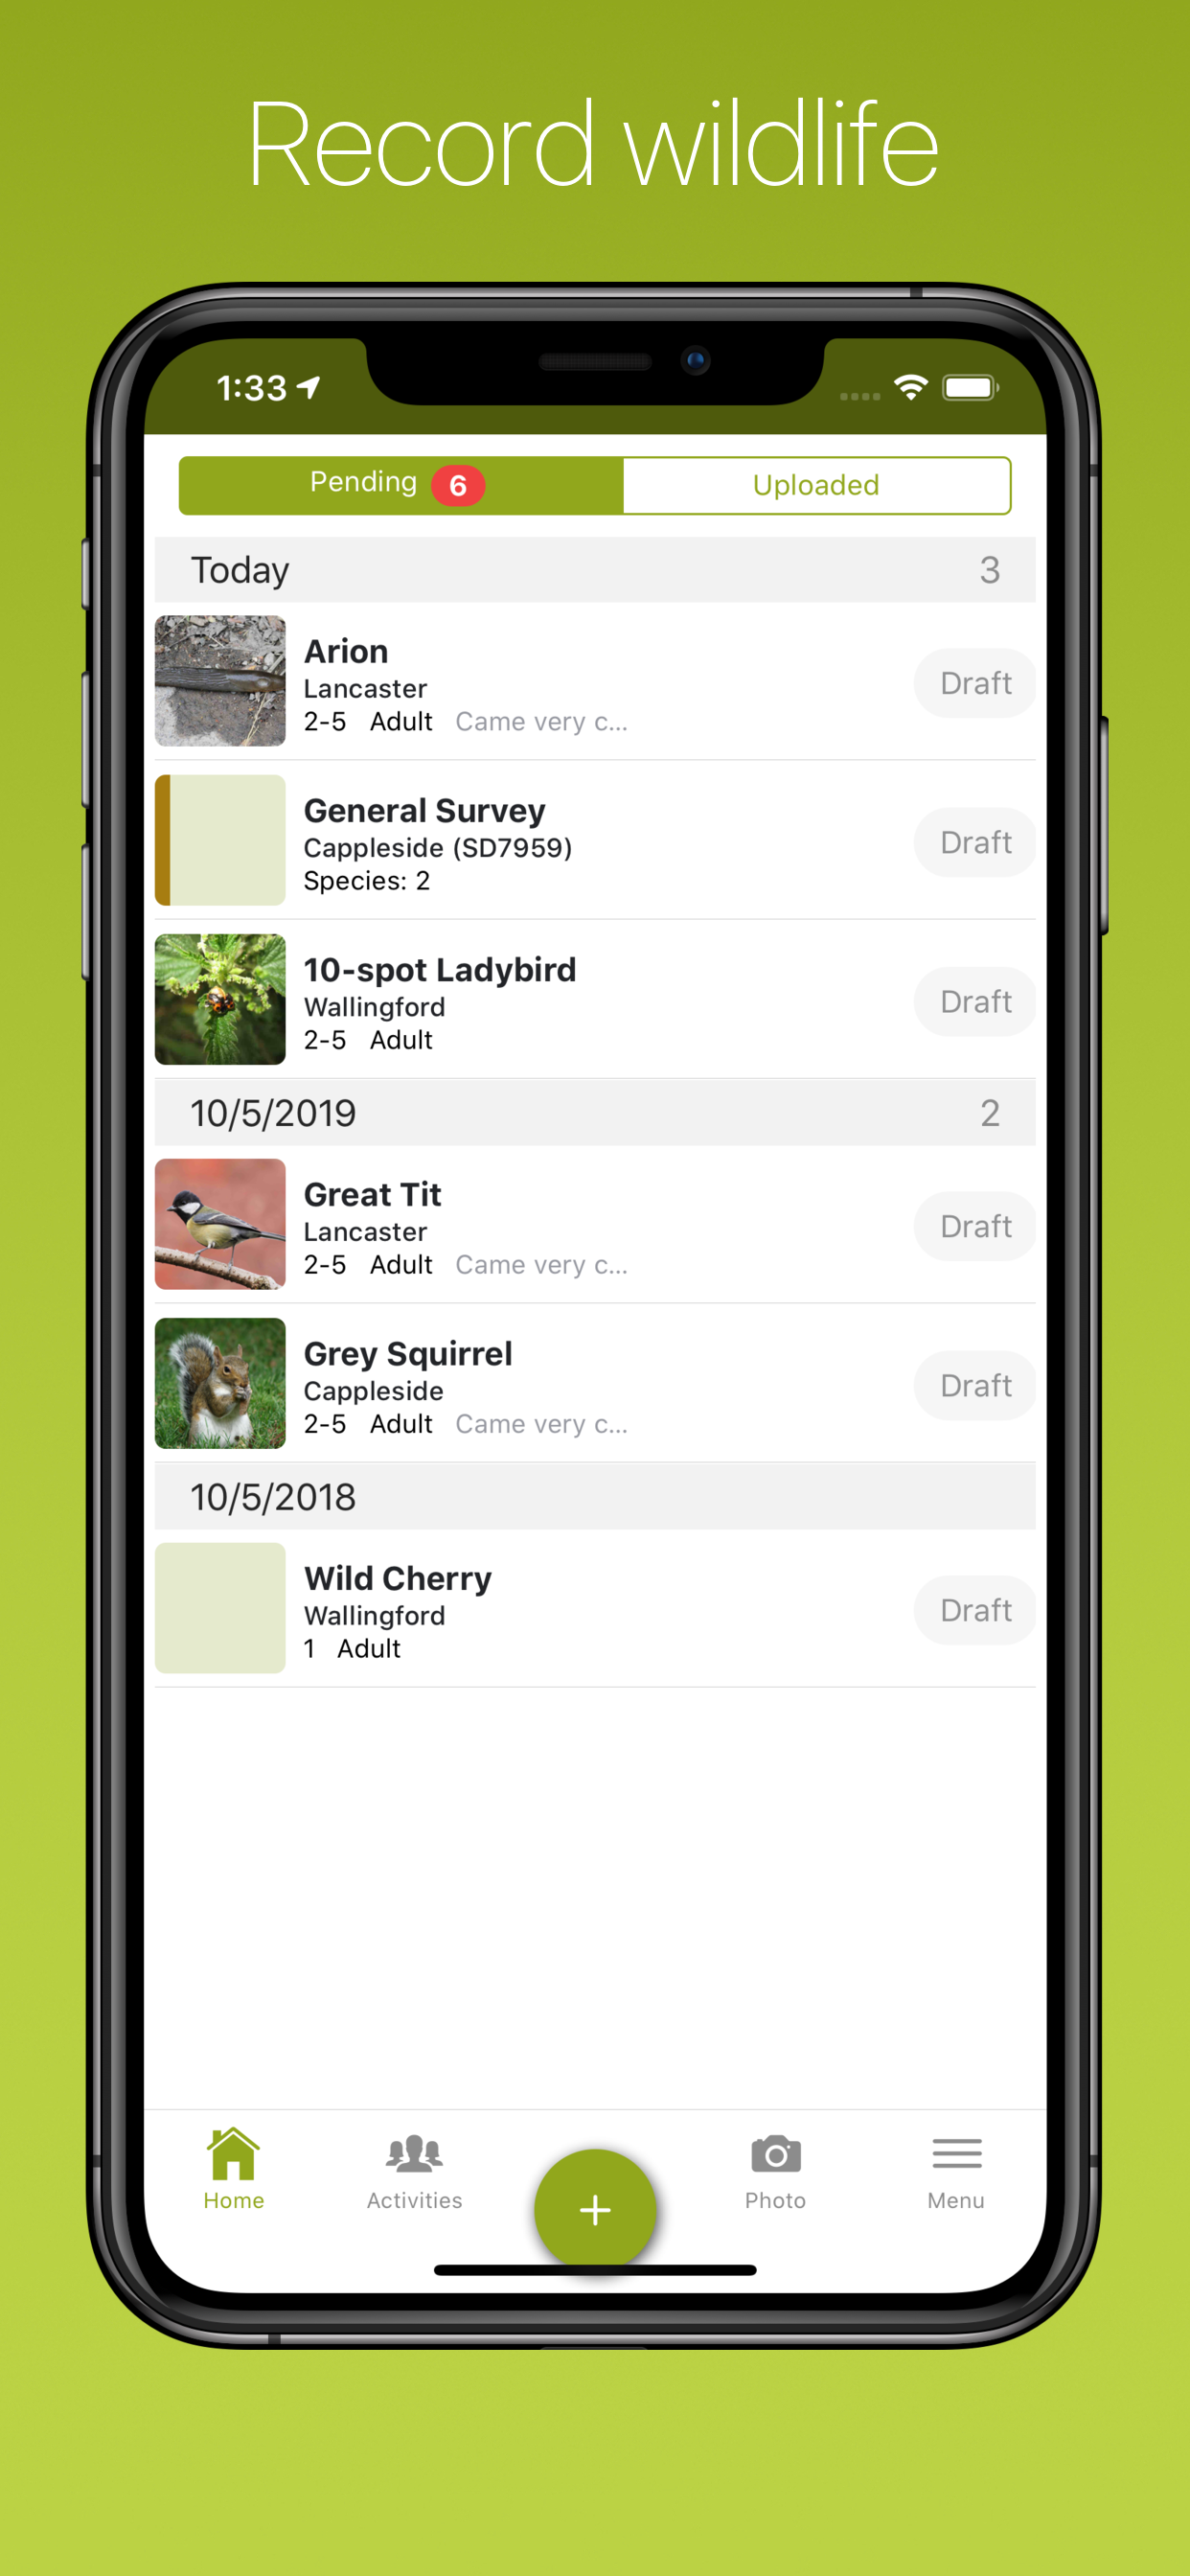 Record wildlife
1:33
Pending 6
Uploaded
Today 3
Arion
Lancaster
2-5 Adult Came very c...
Draft
General Survey
Cappleside (SD7959)
Species: 2
Draft
10-spot Ladybird
Wallingford
2-5 Adult
Draft
10/5/2019 2
Great Tit
Lancaster
2-5 Adult Came very c...
Draft
Grey Squirrel
Cappleside
2-5 Adult Came very c...
Draft
10/5/2018
Wild Cherry
Wallingford
1 Adult
Draft
Home
Activities
+
Photo
Menu